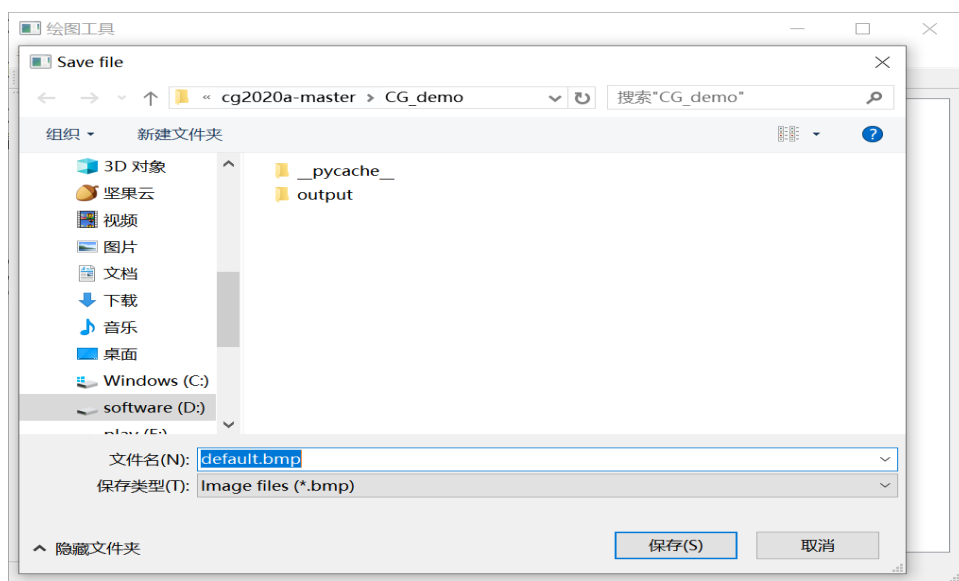 绘图工具
Save file
« cg2020a-master › CG_demo
搜索"CG_demo"
组织
新建文件夹
3D 对象
坚果云
视频
图片
文档
下载
音乐
桌面
Windows (C:)
software (D:)
__pycache__
output
文件名(N): default.bmp
保存类型(T): Image files (*.bmp)
隐藏文件夹
保存(S)
取消